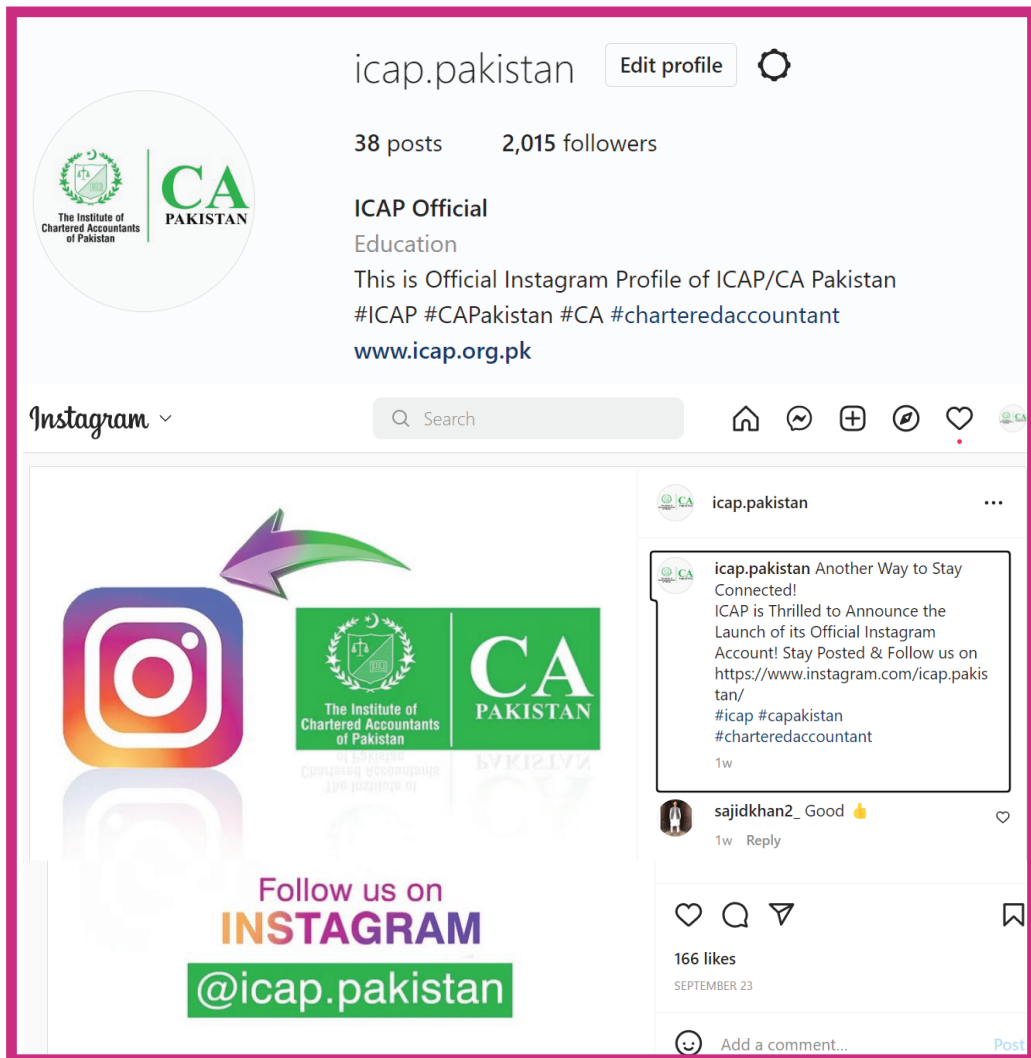 icap.pakistan Edit profile
38 posts 2,015 followers
The Institute of
Chartered Accountants
of Pakistan
CA
PAKISTAN
ICAP Official
Education
This is Official Instagram Profile of ICAP/CA Pakistan
#ICAP #CAPakistan #CA #charteredaccountant
www.icap.org.pk
Instagram Search
The Institute of
Chartered Accountants
of Pakistan
CA
PAKISTAN
Follow us on
INSTAGRAM
@icap.pakistan
icap.pakistan
icap.pakistan Another Way to Stay
Connected!
ICAP is Thrilled to Announce the
Launch of its Official Instagram
Account! Stay Posted & Follow us on
https://www.instagram.com/icap.pakis
tan/
#icap #capakistan
#charteredaccountant
1w
sajidkhan2_ Good 👍
1w Reply
166 likes
SEPTEMBER 23
Add a comment... Post